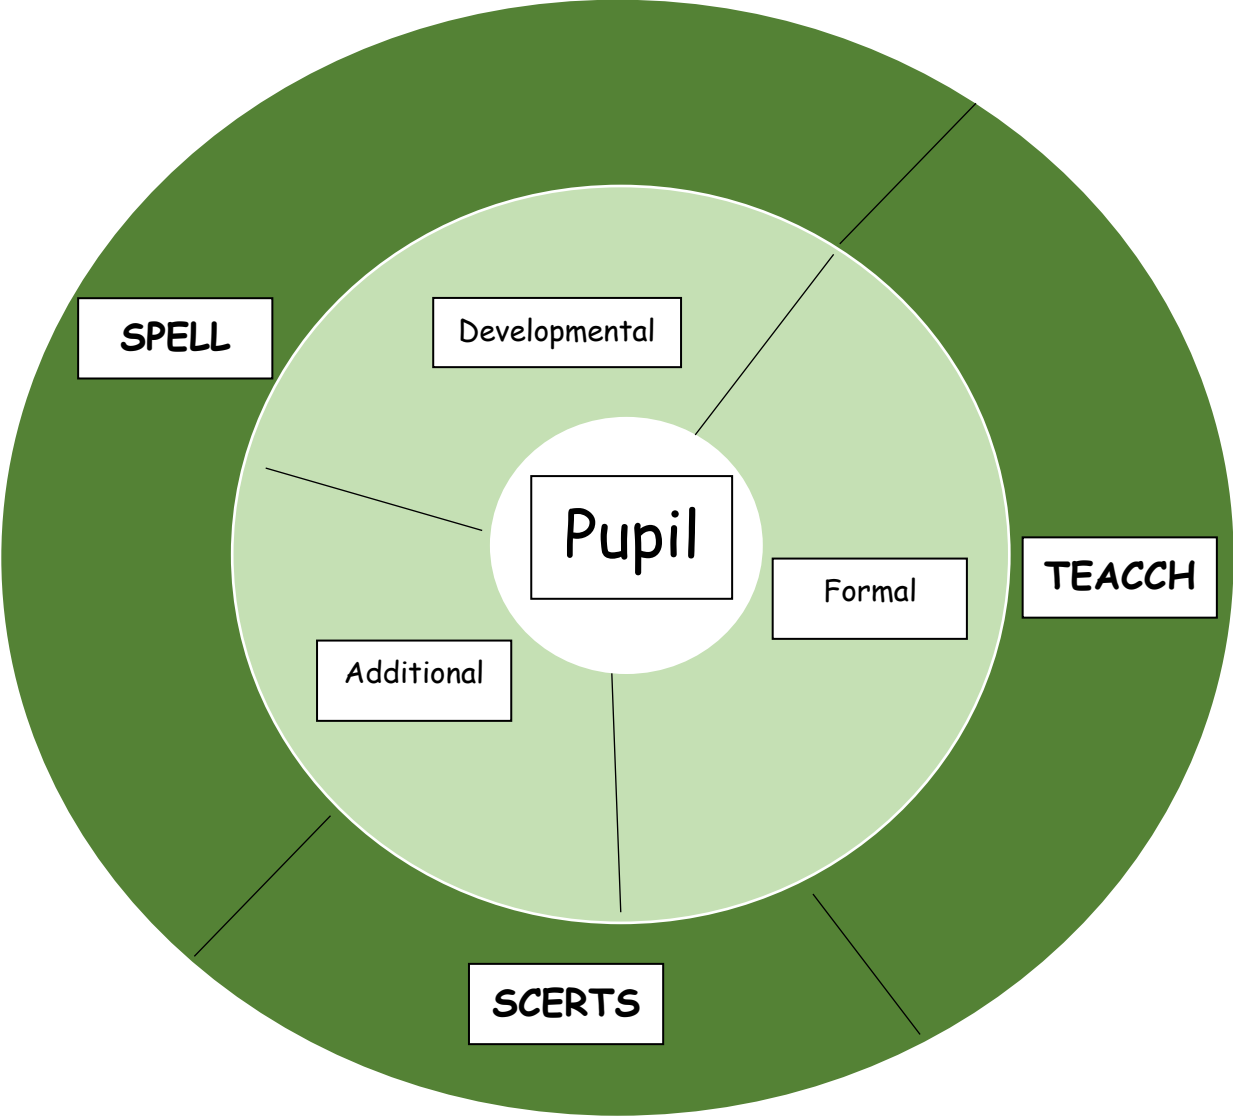 SPELL
Developmental
Pupil
Formal
TEACCH
Additional
SCERTS